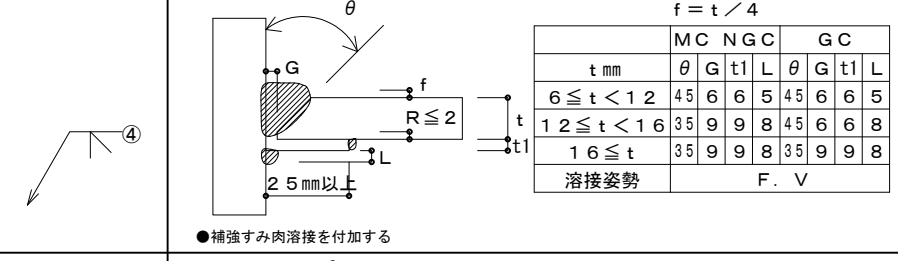 θ
f＝t／4
MC NGC GC
G
t mm θ G t1 L θ G t1 L
f
6≦t＜12 45 6 6 5 45 6 6 5
R≦2 t
12≦t＜16 35 9 9 8 45 6 6 8
④
t1
L
16≦t 35 9 9 8 35 9 9 8
25mm以上
溶接姿勢 F. V
●補強すみ肉溶接を付加する